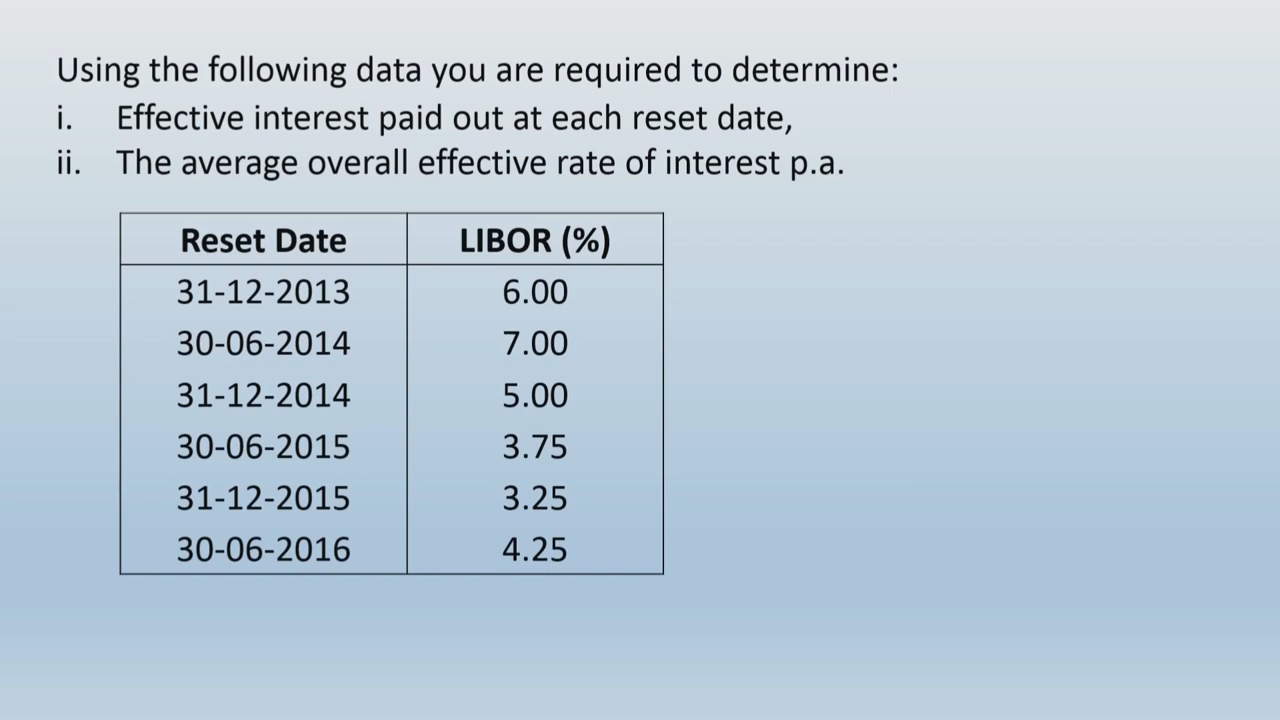 Using the following data you are required to determine:
i. Effective interest paid out at each reset date,
ii. The average overall effective rate of interest p.a.
Reset Date LIBOR (%)
31-12-2013 6.00
30-06-2014 7.00
31-12-2014 5.00
30-06-2015 3.75
31-12-2015 3.25
30-06-2016 4.25